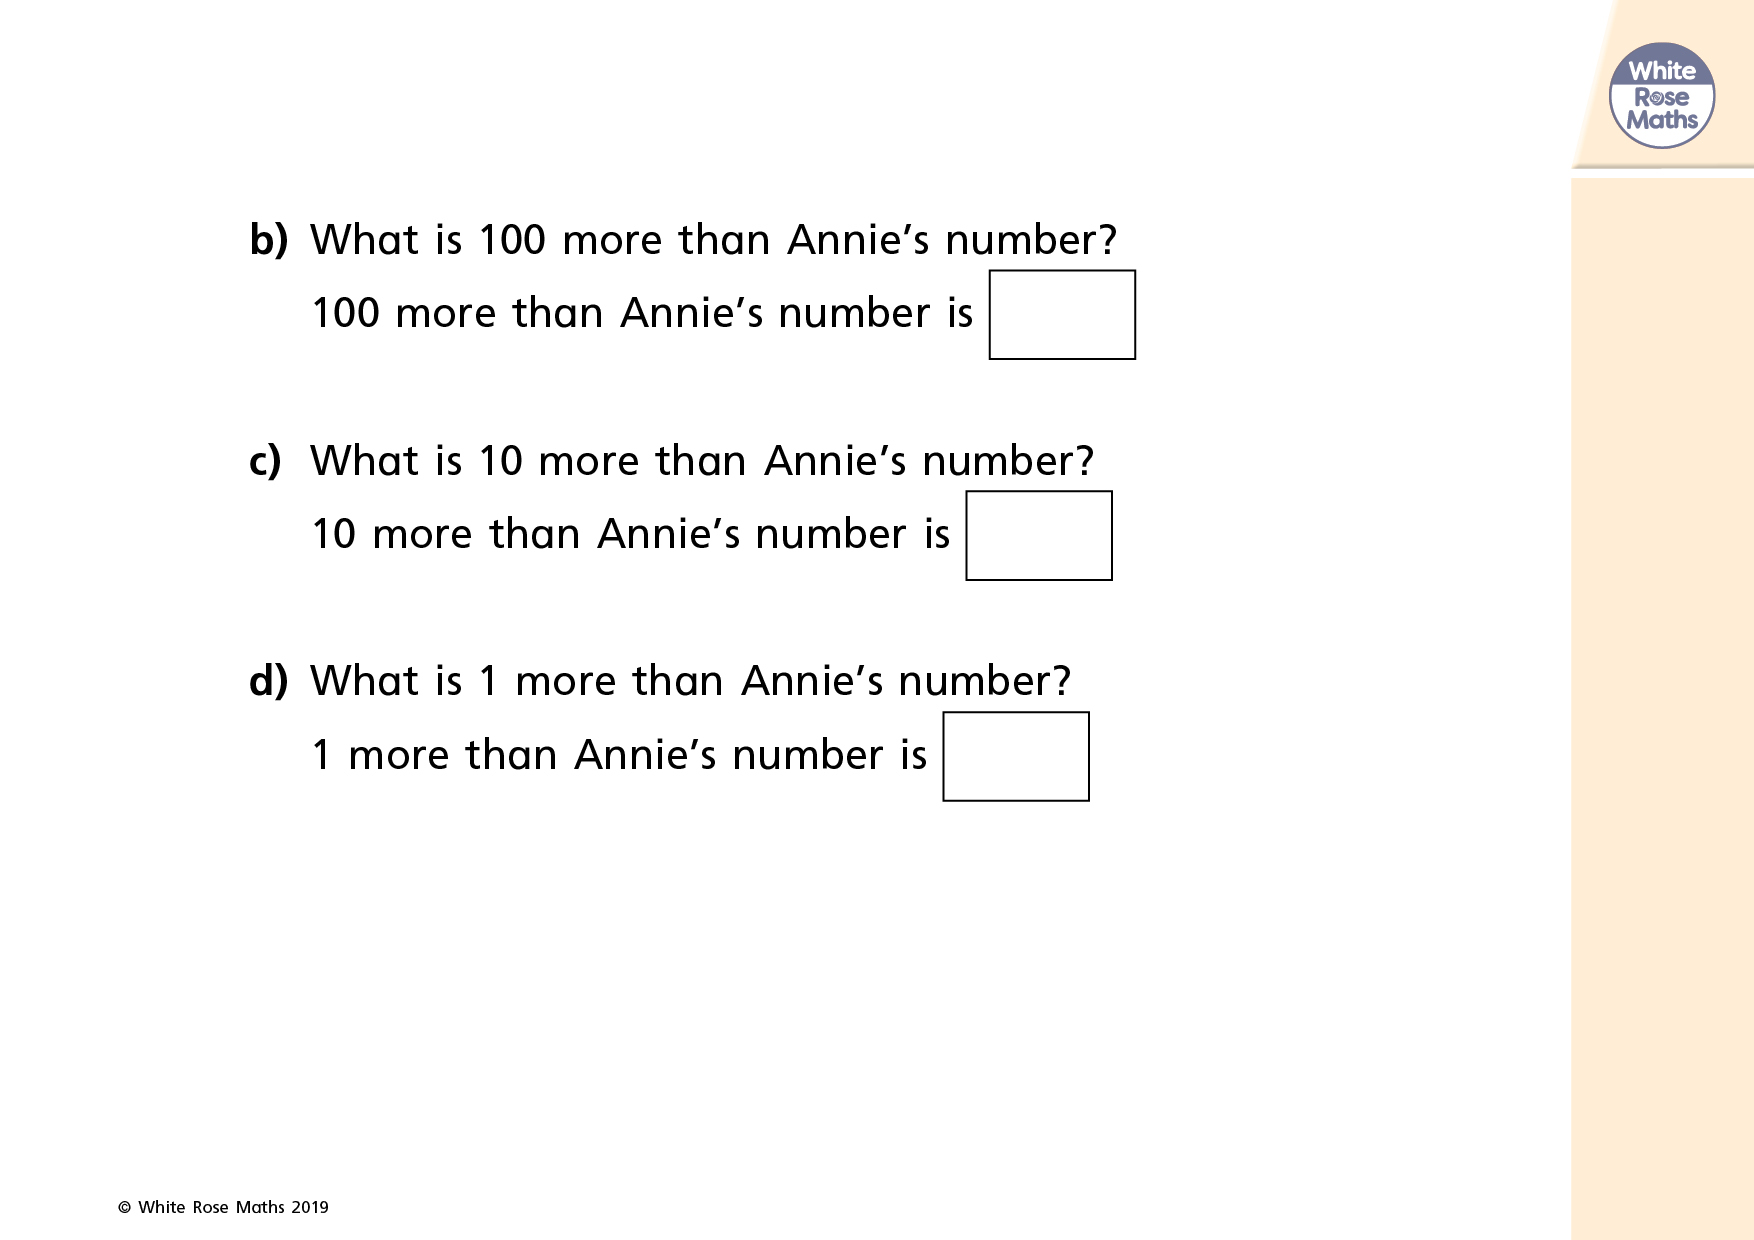 White
Rose
Maths
b) What is 100 more than Annie’s number?
100 more than Annie’s number is
c) What is 10 more than Annie’s number?
10 more than Annie’s number is
d) What is 1 more than Annie’s number?
1 more than Annie’s number is
© White Rose Maths 2019